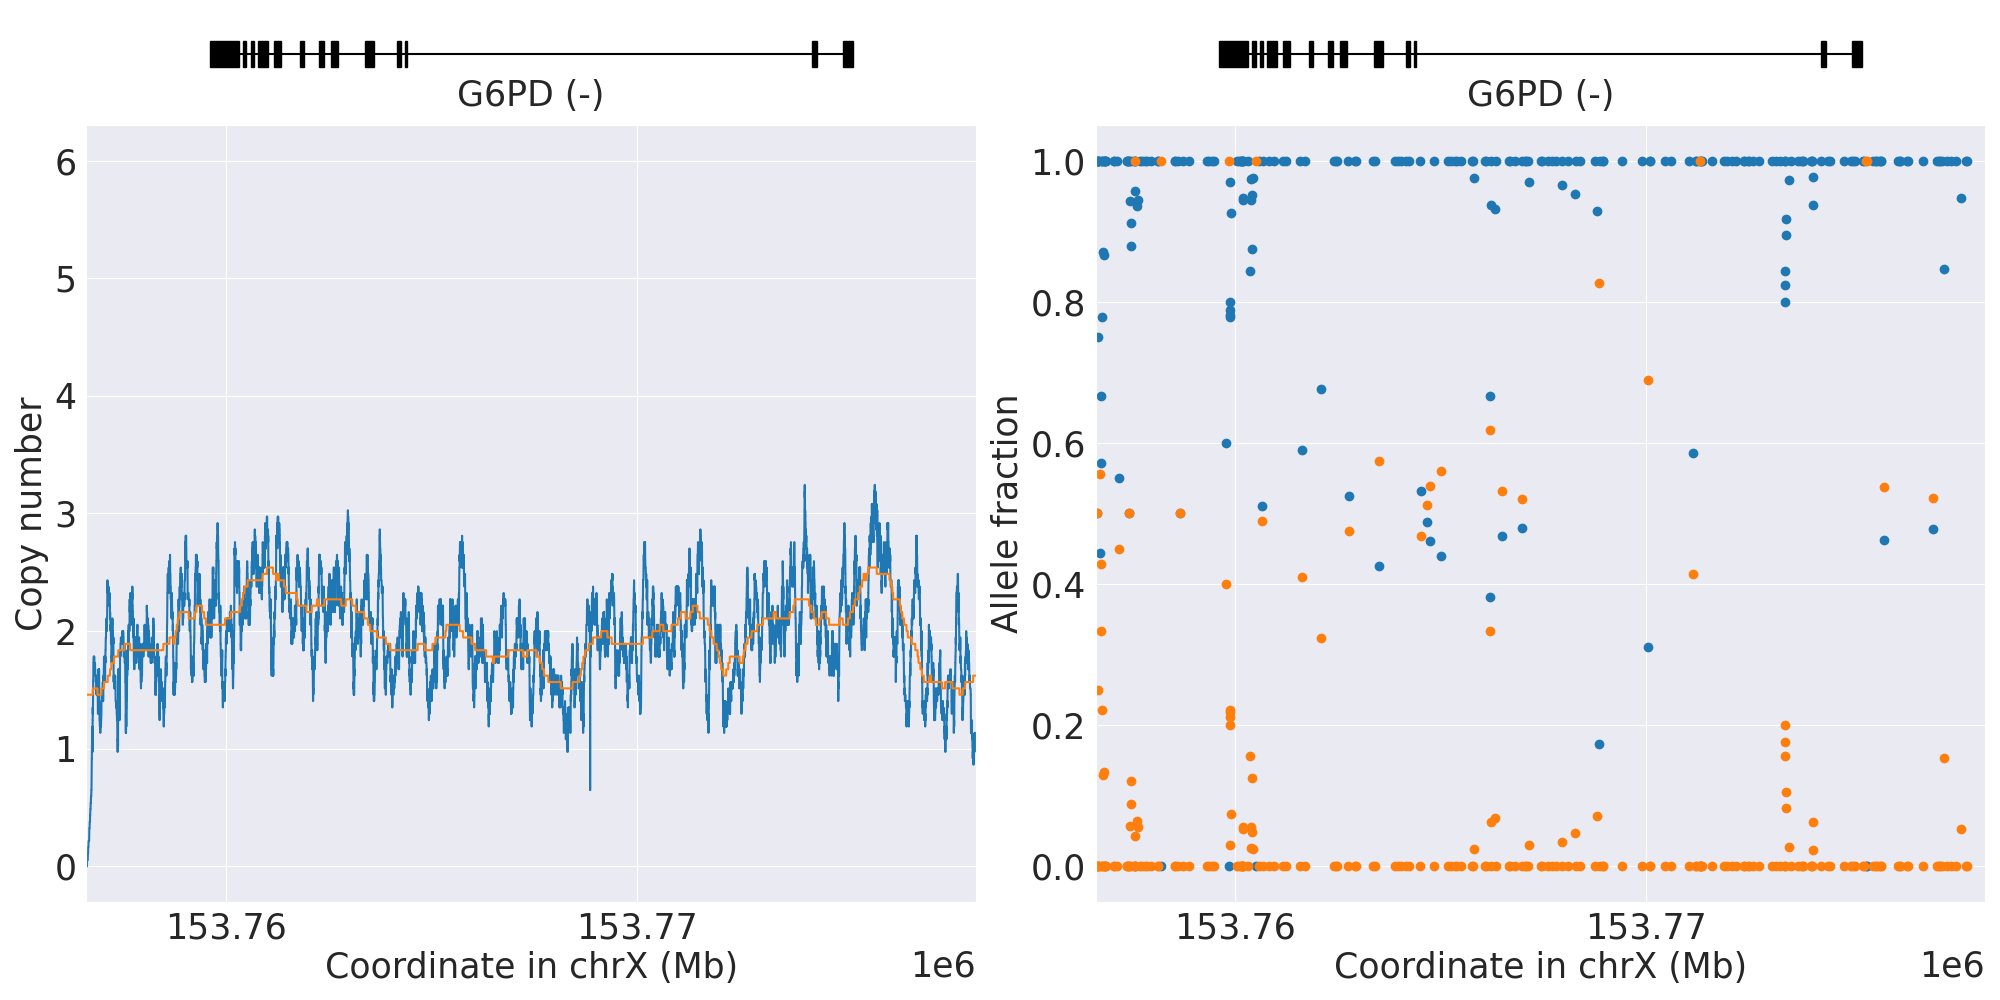 G6PD (-)
G6PD (-)
Copy number
6
5
4
3
2
1
0
153.76
153.77
Coordinate in chrX (Mb)
1e6
Allele fraction
1.0
0.8
0.6
0.4
0.2
0.0
153.76
153.77
Coordinate in chrX (Mb)
1e6